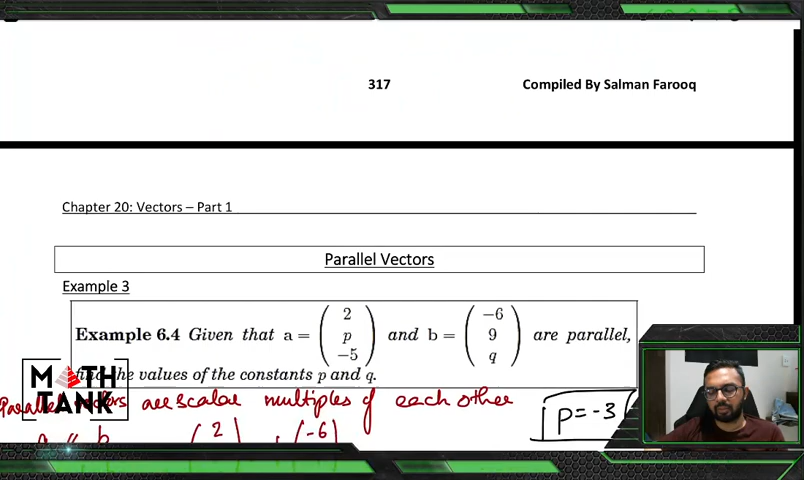 317 Compiled By Salman Farooq
Chapter 20: Vectors – Part 1
Parallel Vectors
Example 3
Example 6.4 Given that a = ( 2 p −5 ) and b = ( −6 9 q ) are parallel,
the values of the constants p and q.
MATH TANK
are scalar multiples of each other
p = -3
a // b ( 2 ) ( -6 )